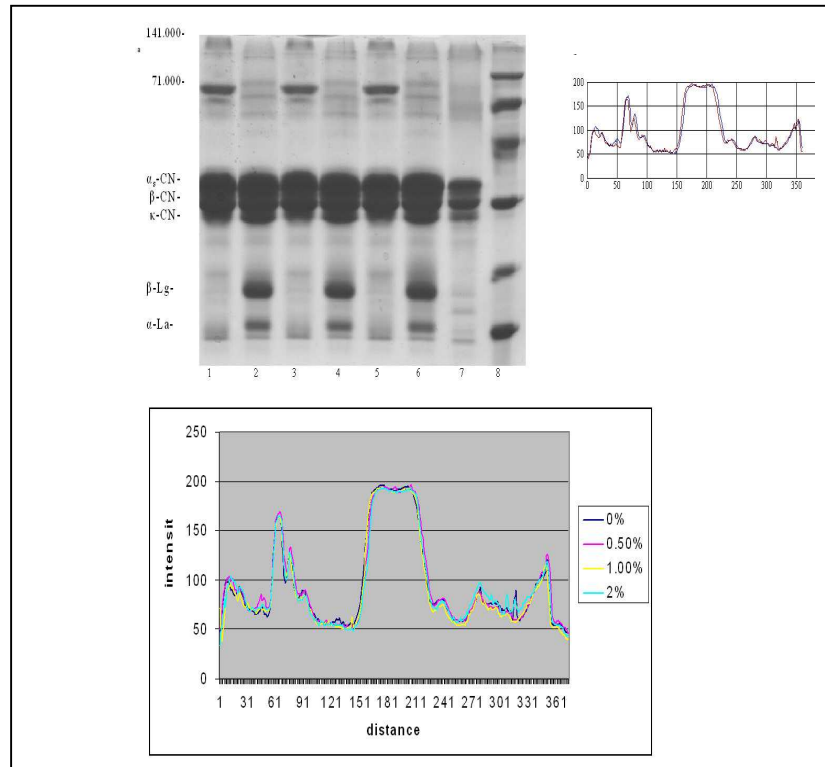 141.000-
a
71.000-
αs-CN-
β-CN-
κ-CN-
β-Lg-
α-La-
1 2 3 4 5 6 7 8
200
150
100
50
0
0 50 100 150 200 250 300 350
intensit
250
200
150
100
50
0
1 31 61 91 121 151 181 211 241 271 301 331 361
distance
0%
0.50%
1.00%
2%